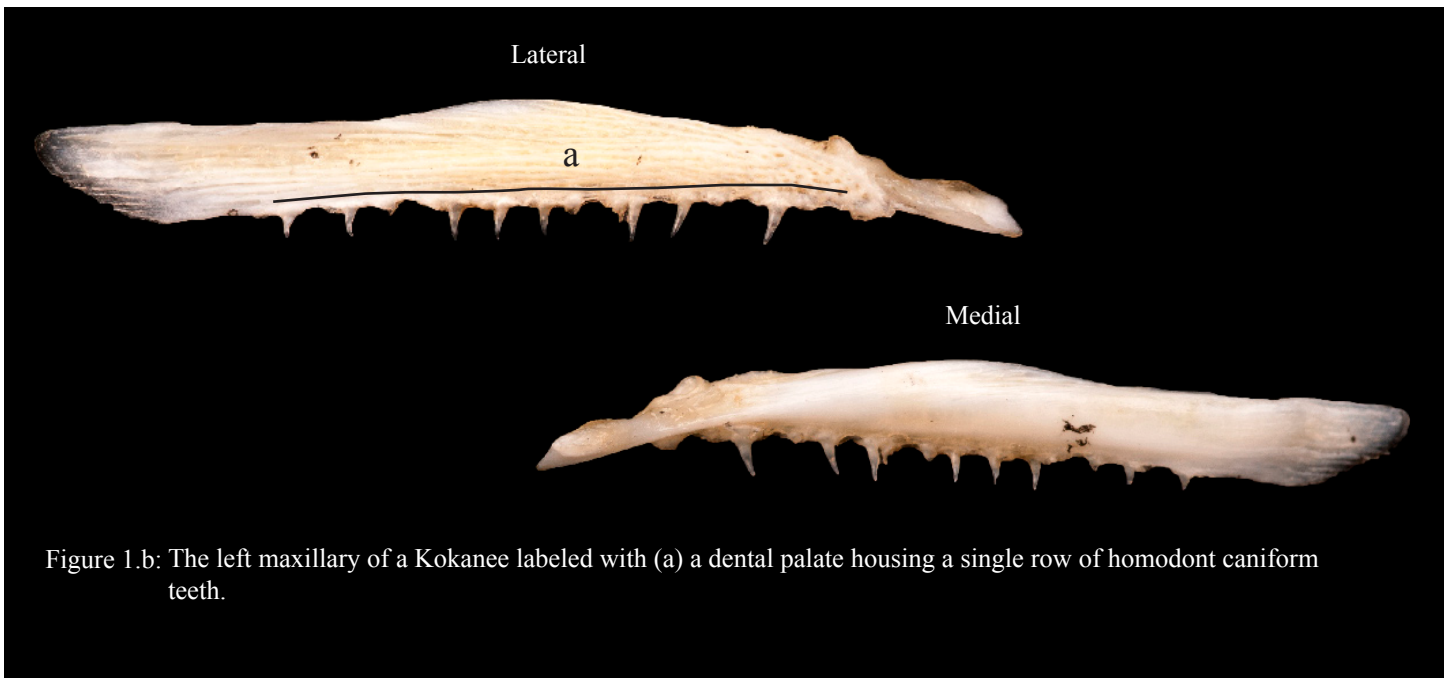 Lateral
a
Medial
Figure 1.b: The left maxillary of a Kokanee labeled with (a) a dental palate housing a single row of homodont caniform
teeth.